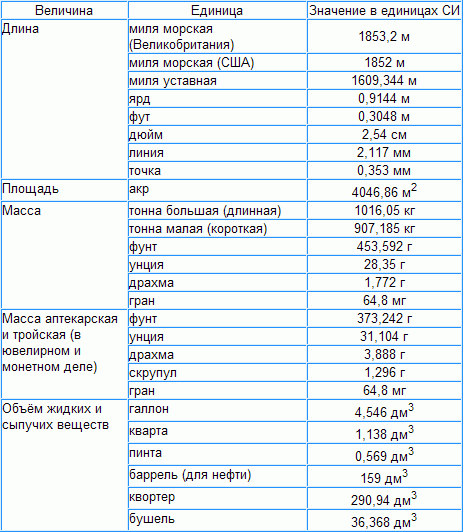 Величина Единица Значение в единицах СИ
Длина миля морская
(Великобритания) 1853,2 м
миля морская (США) 1852 м
миля уставная 1609,344 м
ярд 0,9144 м
фут 0,3048 м
дюйм 2,54 см
линия 2,117 мм
точка 0,353 мм
Площадь акр 4046,86 м²
Масса тонна большая (длинная) 1016,05 кг
тонна малая (короткая) 907,185 кг
фунт 453,592 г
унция 28,35 г
драхма 1,772 г
гран 64,8 мг
Масса аптекарская
и тройская (в
ювелирном и
монетном деле)
фунт 373,242 г
унция 31,104 г
драхма 3,888 г
скрупул 1,296 г
гран 64,8 мг
Объём жидких и
сыпучих веществ
галлон 4,546 дм³
кварта 1,138 дм³
пинта 0,569 дм³
баррель (для нефти) 159 дм³
квортер 290,94 дм³
бушель 36,368 дм³